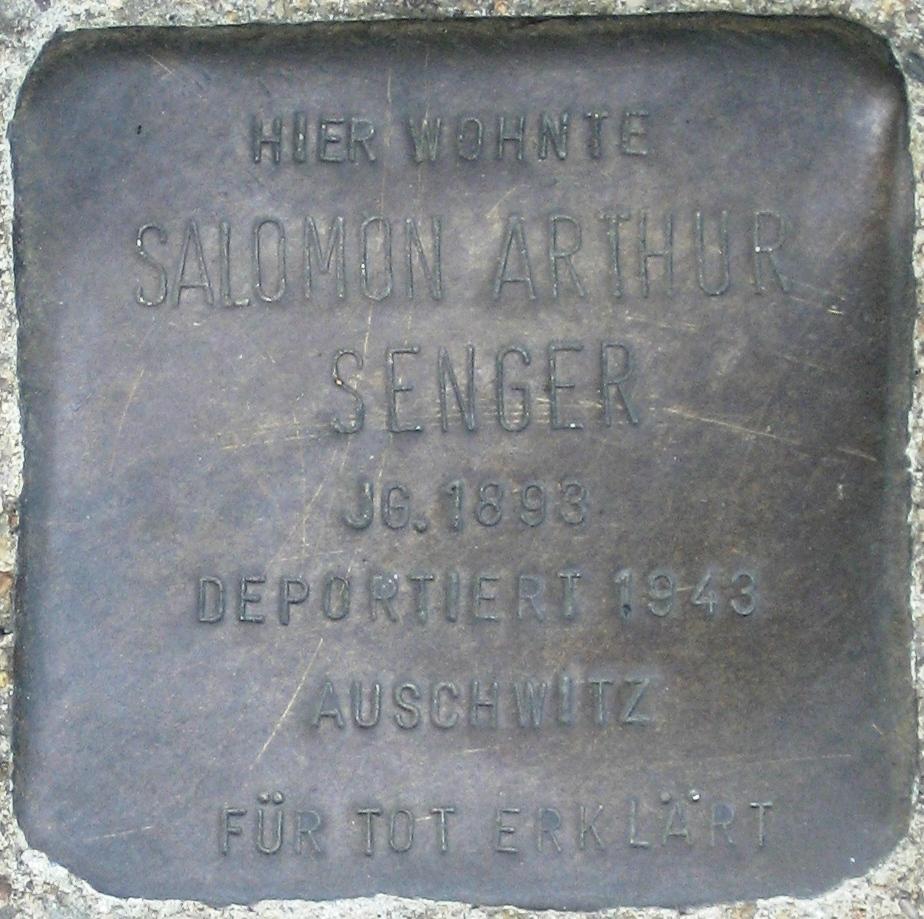 HIER WOHNTE
SALOMON ARTHUR
SENGER
JG. 1893
DEPORTIERT 1943
AUSCHWITZ
FÜR TOT ERKLÄRT